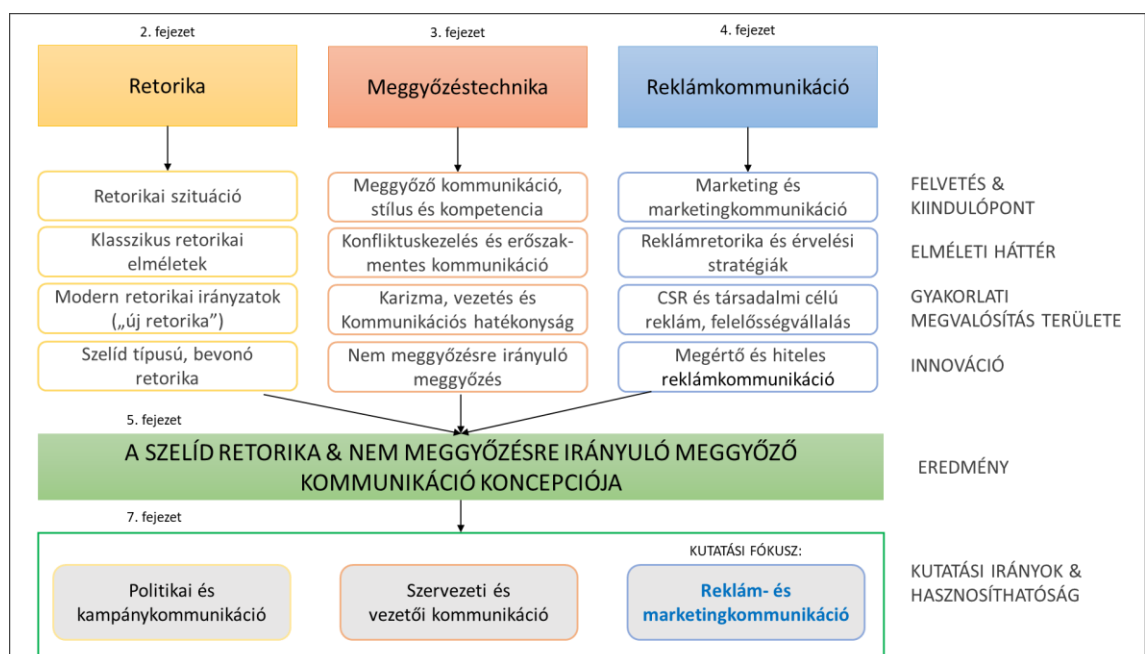 2. fejezet
3. fejezet
4. fejezet
Retorika
Meggyőzéstechnika
Reklámkommunikáció
Retorikai szituáció
Meggyőző kommunikáció,
stílus és kompetencia
Marketing és
marketingkommunikáció
FELVETÉS &
KIINDULÓPONT
Klasszikus retorikai
elméletek
Konfliktuskezelés és erőszak-
mentes kommunikáció
Reklámretorika és érvelési
stratégiák
ELMÉLETI HÁTTÉR
Modern retorikai irányzatok
(„új retorika”)
Karizma, vezetés és
Kommunikációs hatékonyság
CSR és társadalmi célú
reklám, felelősségvállalás
GYAKORLATI
MEGVALÓSÍTÁS TERÜLETE
Szelíd típusú, bevonó
retorika
Nem meggyőzésre irányuló
meggyőzés
Megértő és hiteles
reklámkommunikáció
INNOVÁCIÓ
5. fejezet
A SZELÍD RETORIKA & NEM MEGGYŐZÉSRE IRÁNYULÓ MEGGYŐZŐ
KOMMUNIKÁCIÓ KONCEPCIÓJA
EREDMÉNY
7. fejezet
KUTATÁSI FÓKUSZ:
Politikai és
kampánykommunikáció
Szervezeti és
vezetői kommunikáció
Reklám- és
marketingkommunikáció
KUTATÁSI IRÁNYOK &
HASZNOSÍTHATÓSÁG